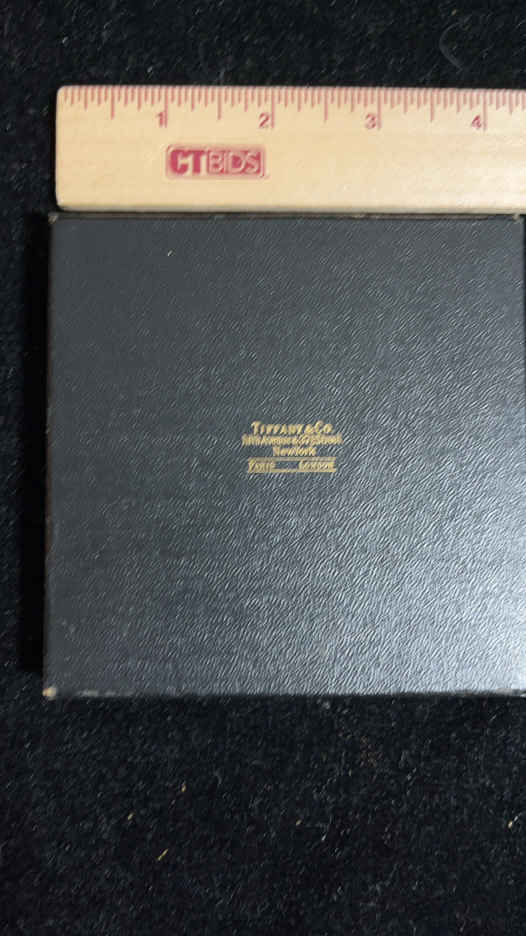 1 2 3 4
CTBIDS
TIFFANY & CO.
Fifth Avenue & 37th Street
New York
PARIS LONDON